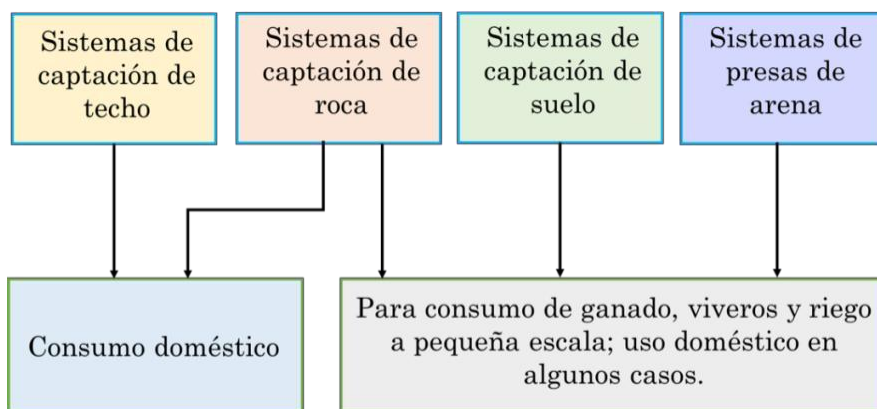 Sistemas de
captación de
techo
Sistemas de
captación de
roca
Sistemas de
captación de
suelo
Sistemas de
presas de
arena
Consumo doméstico
Para consumo de ganado, viveros y riego
a pequeña escala; uso doméstico en
algunos casos.